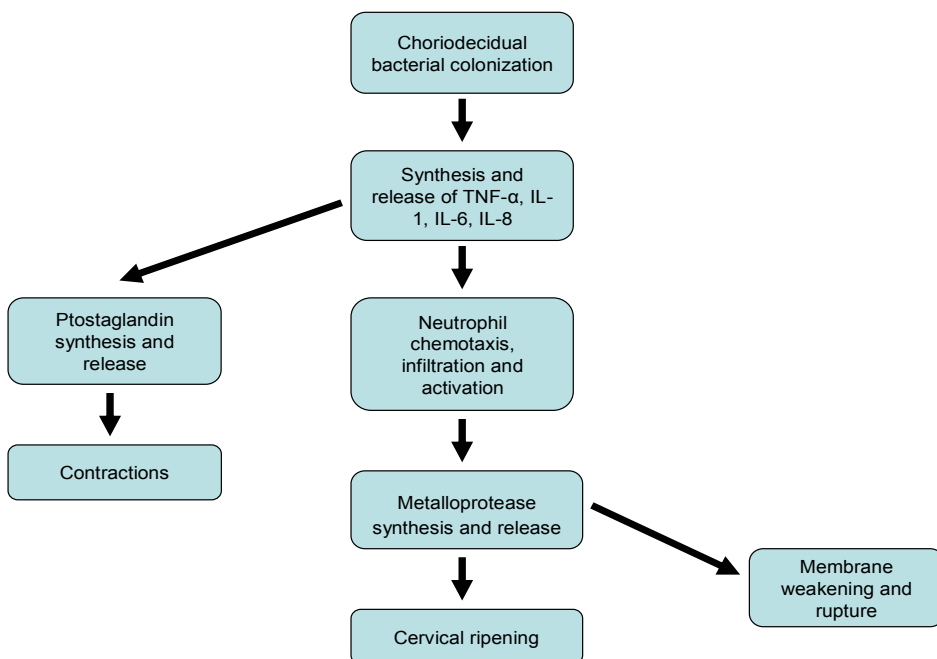 Choriodecidual
bacterial colonization
Synthesis and
release of TNF-α, IL-
1, IL-6, IL-8
Ptostaglandin
synthesis and
release
Neutrophil
chemotaxis,
infiltration and
activation
Contractions
Metalloprotease
synthesis and release
Membrane
weakening and
rupture
Cervical ripening